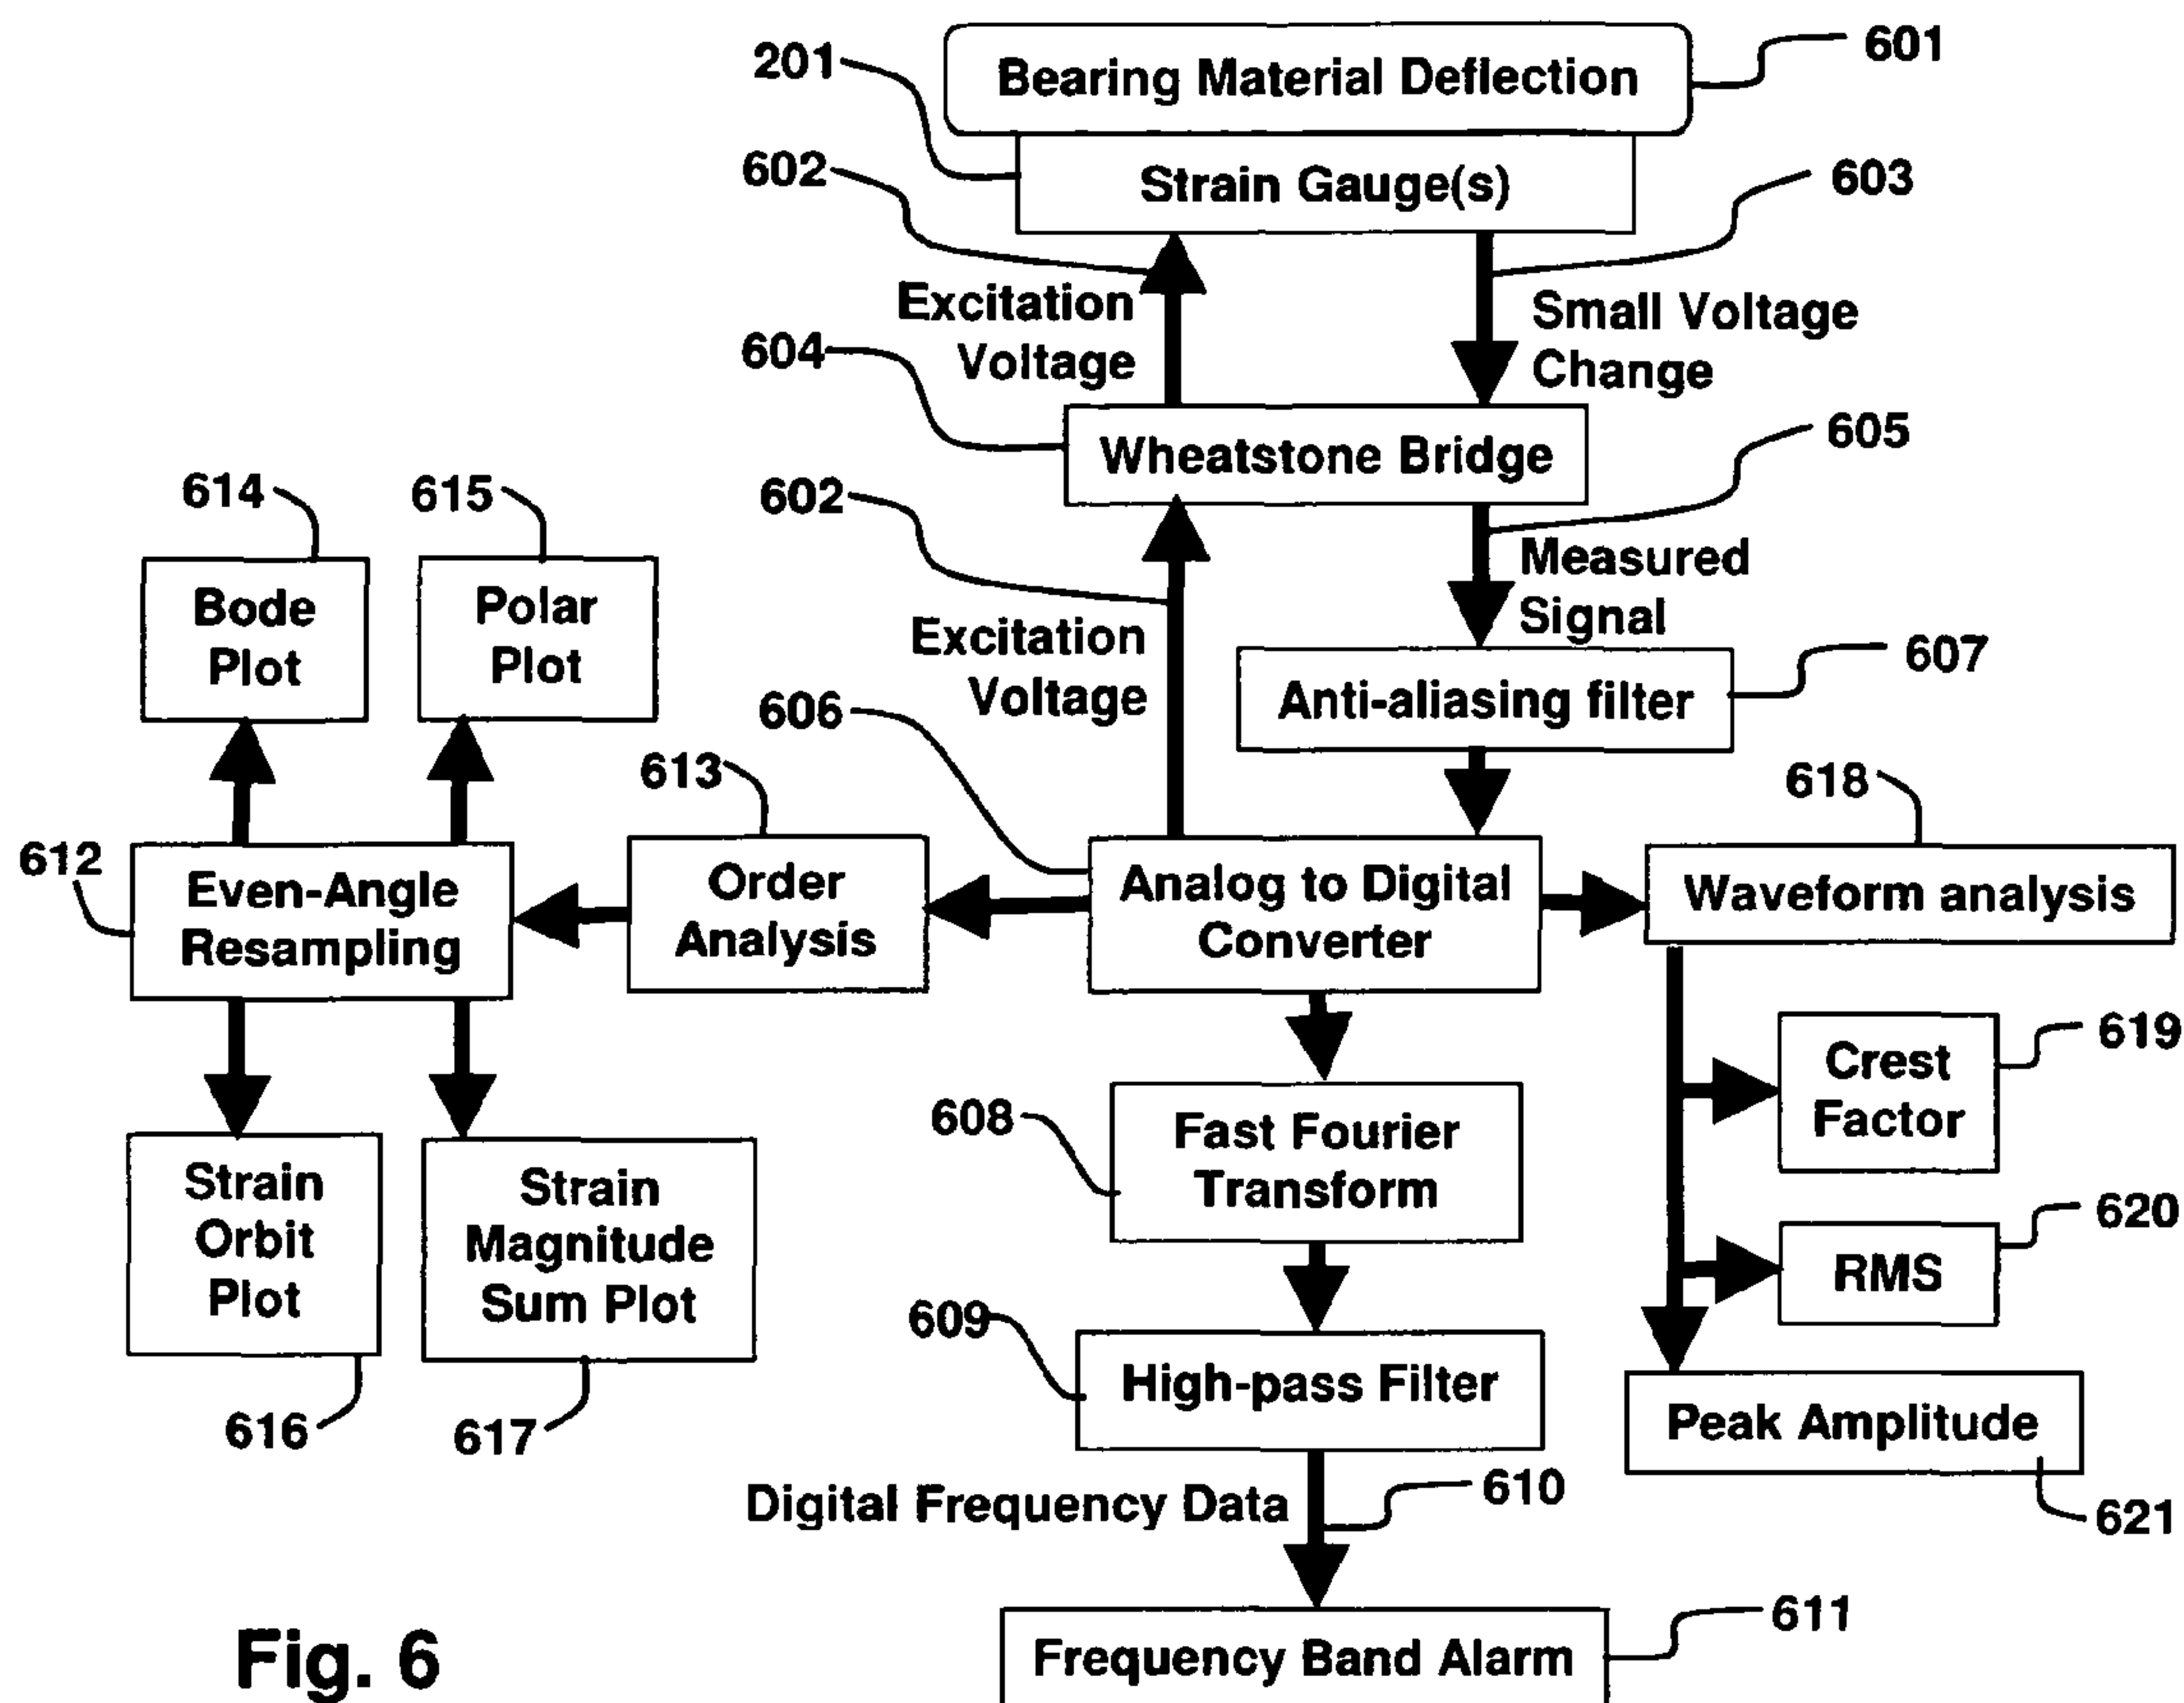 601
201
Bearing Material Deflection
602
603
Strain Gauge(s)
Excitation
Voltage
Small Voltage
Change
604
605
Wheatstone Bridge
614
615
602
Measured
Signal
Bode
Plot
Polar
Plot
Excitation
Voltage
607
606
Anti-aliasing filter
613
618
612
Even-Angle
Resampling
Order
Analysis
Analog to Digital
Converter
Waveform analysis
619
Crest
Factor
608
Fast Fourier
Transform
Strain
Orbit
Plot
Strain
Magnitude
Sum Plot
620
RMS
609
High-pass Filter
616
617
Peak Amplitude
621
Digital Frequency Data
610
611
Frequency Band Alarm
Fig. 6